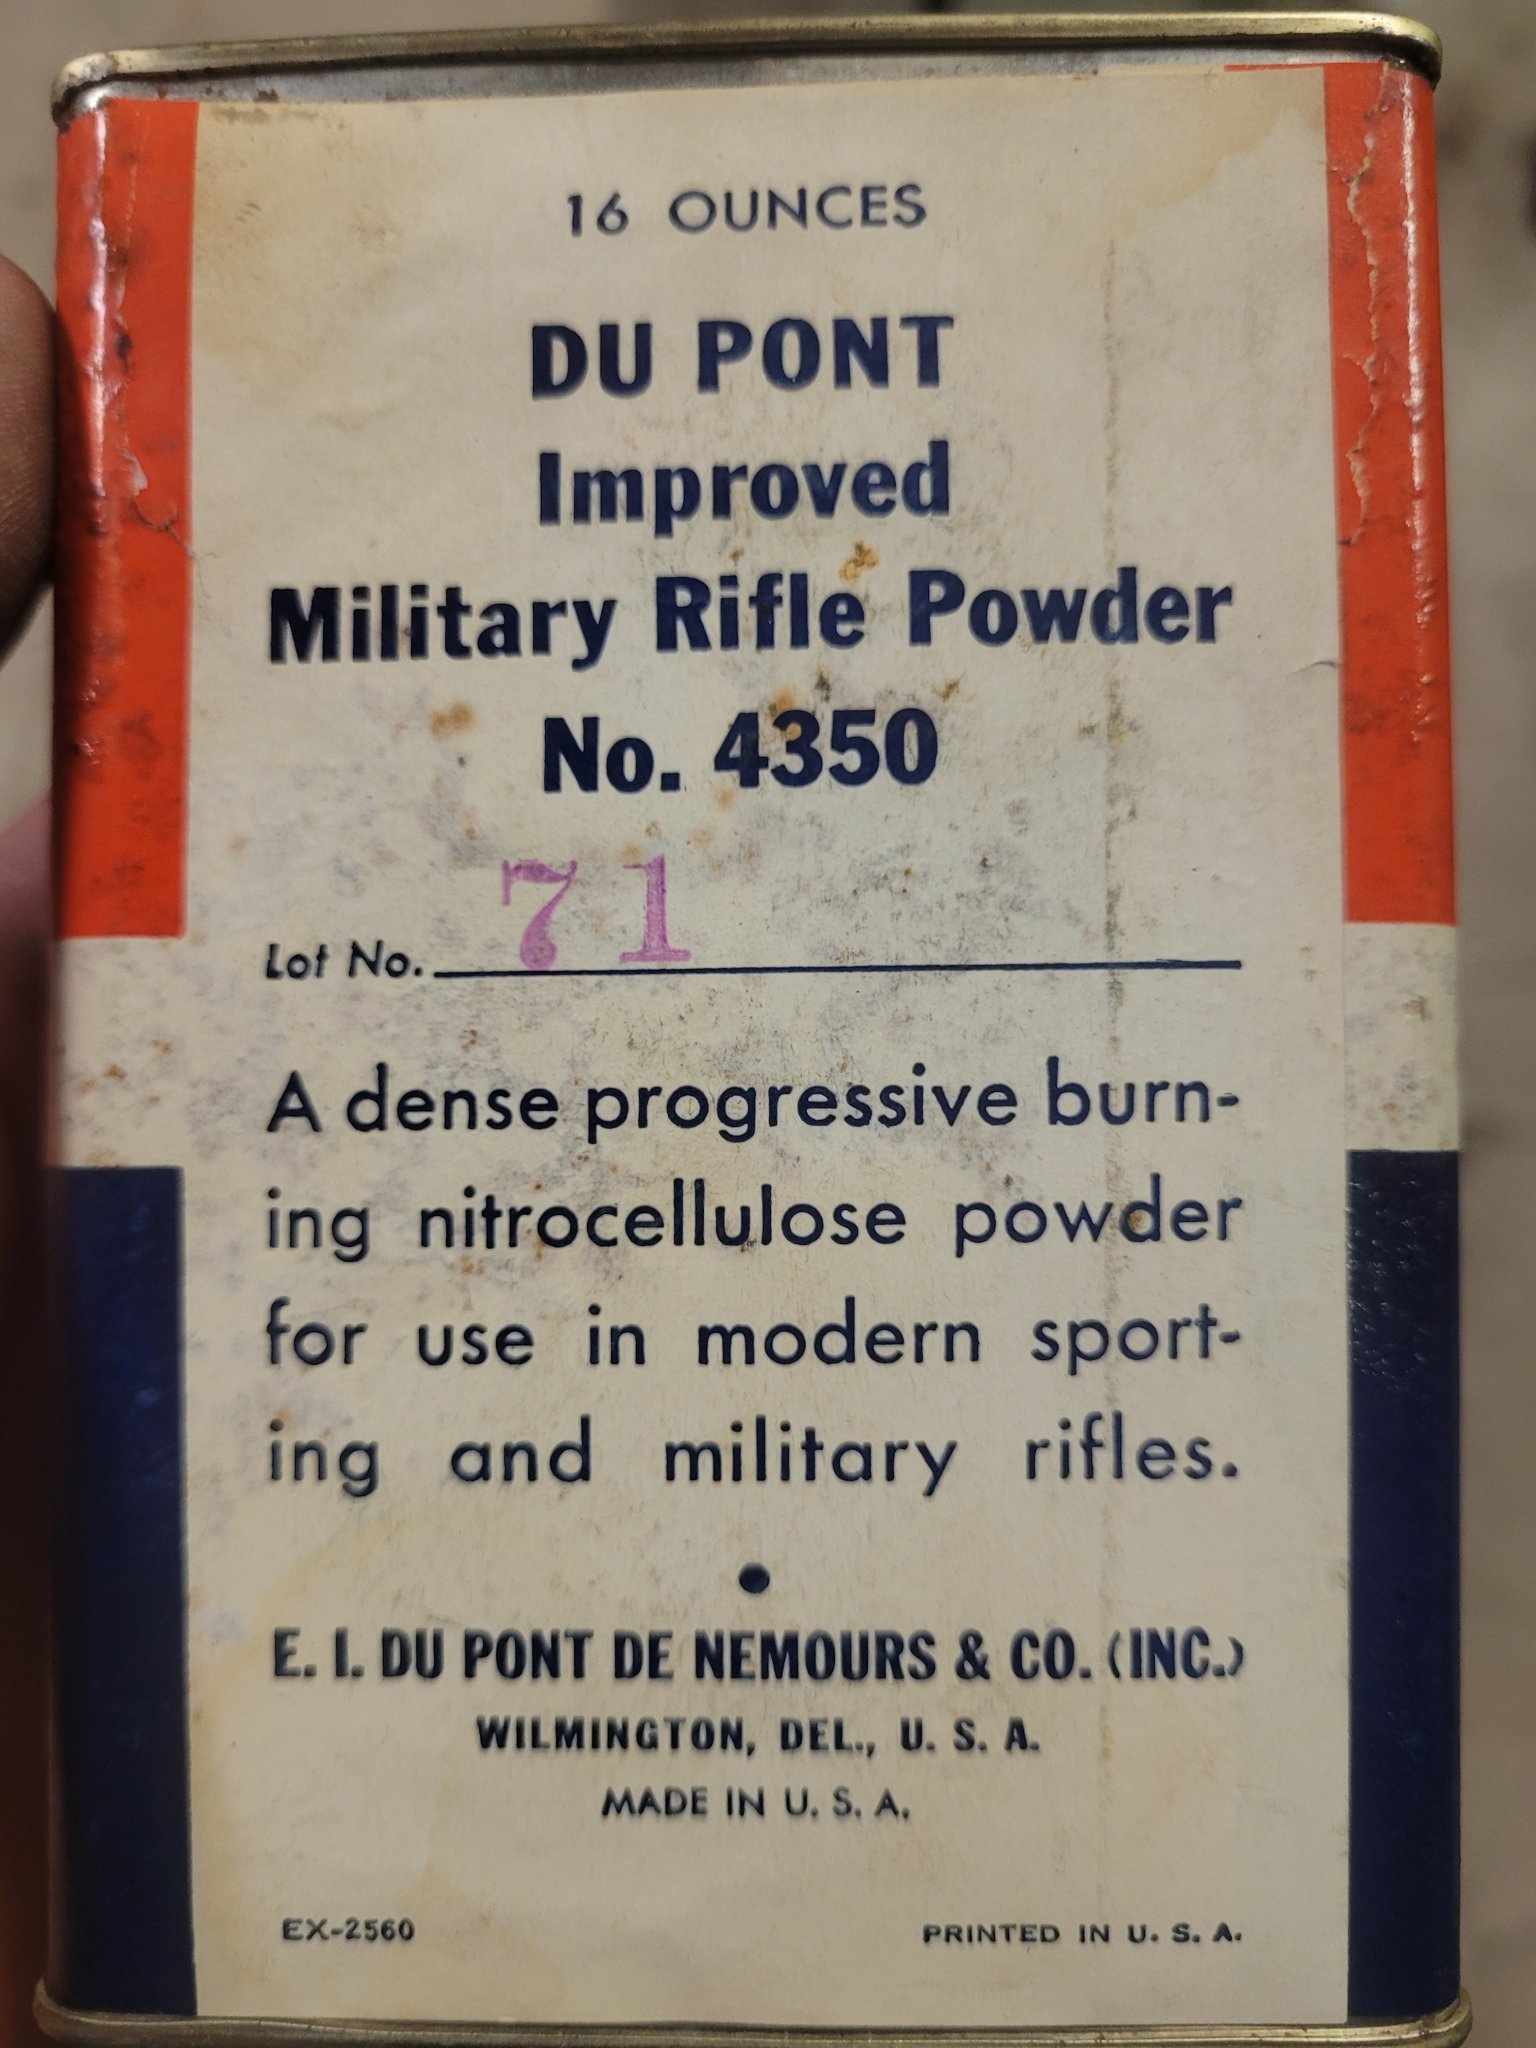 16 OUNCES
DU PONT
Improved
Military Rifle Powder
No. 4350
Lot No. 71
A dense progressive burn-
ing nitrocellulose powder
for use in modern sport-
ing and military rifles.
•
E. I. DU PONT DE NEMOURS & CO. (INC.)
WILMINGTON, DEL., U. S. A.
MADE IN U. S. A.
EX-2560 PRINTED IN U. S. A.